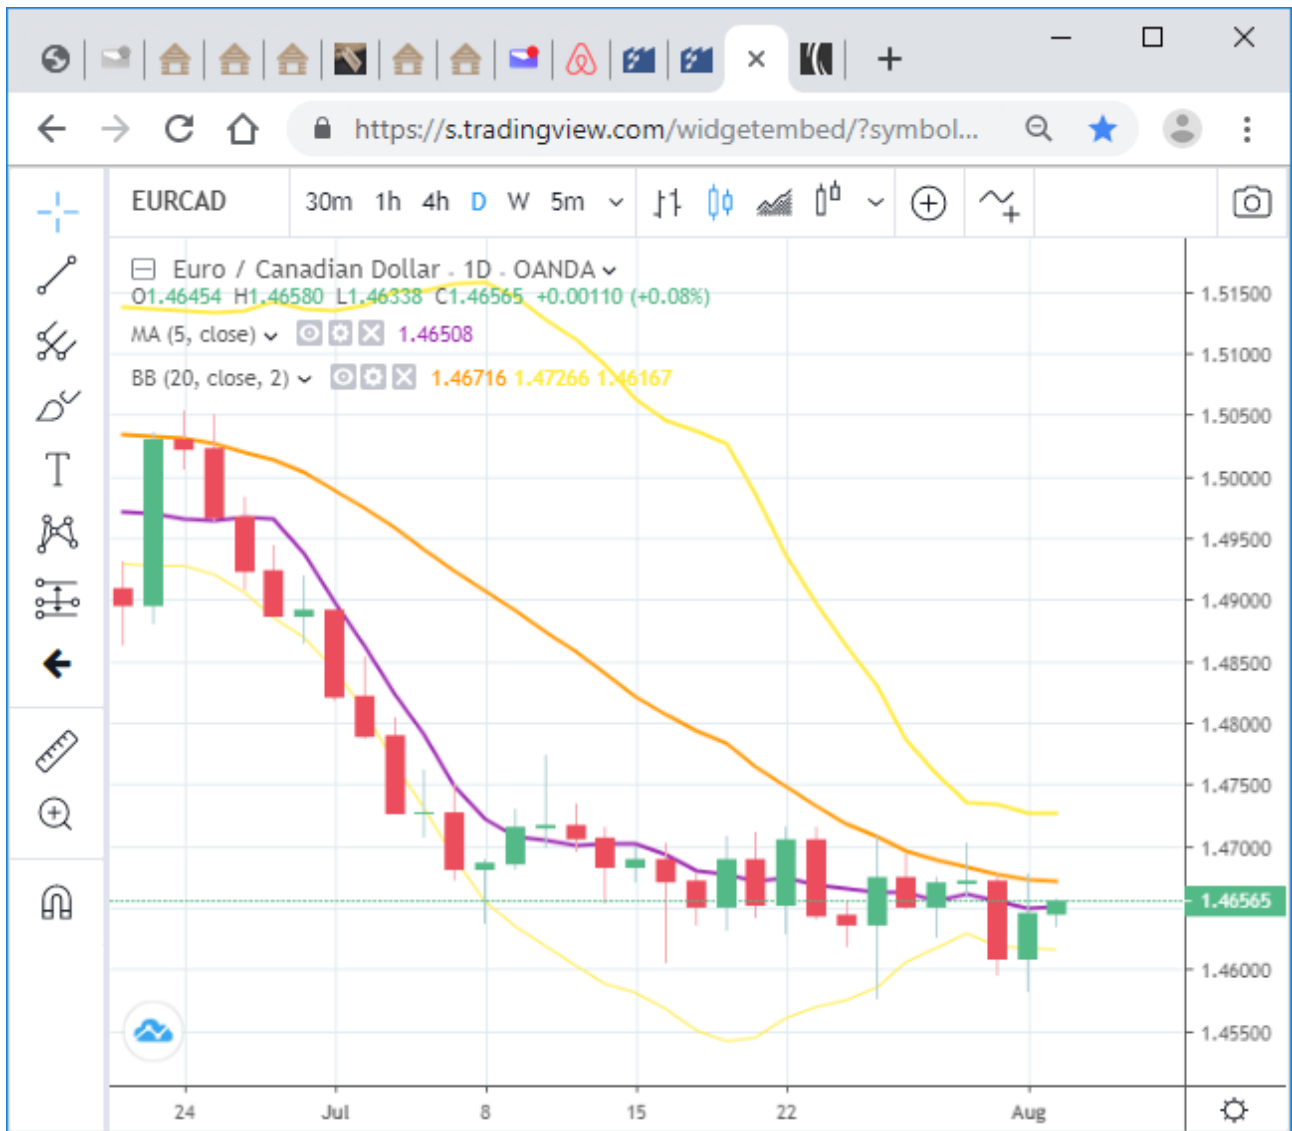 https://s.tradingview.com/widgetembed/?symbol...
EURCAD 30m 1h 4h D W 5m
Euro / Canadian Dollar · 1D · OANDA
O1.46454 H1.46580 L1.46338 C1.46565 +0.00110 (+0.08%)
MA (5, close) 1.46508
BB (20, close, 2) 1.46716 1.47266 1.46167
1.51500
1.51000
1.50500
1.50000
1.49500
1.49000
1.48500
1.48000
1.47500
1.47000
1.46565
1.46000
1.45500
24 Jul 8 15 22 Aug